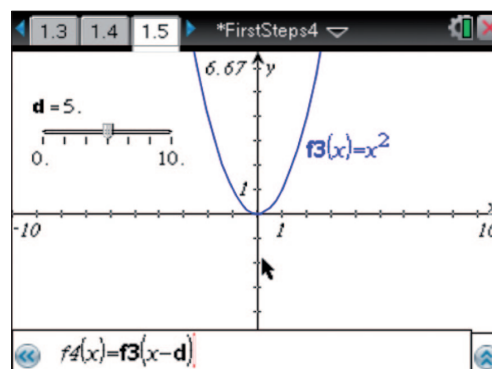 1.3 1.4 1.5 *FirstSteps4
6.67 y
d=5.
0. 10.
f3(x)=x²
1
-10 1 10
x
f4(x)=f3(x-d)